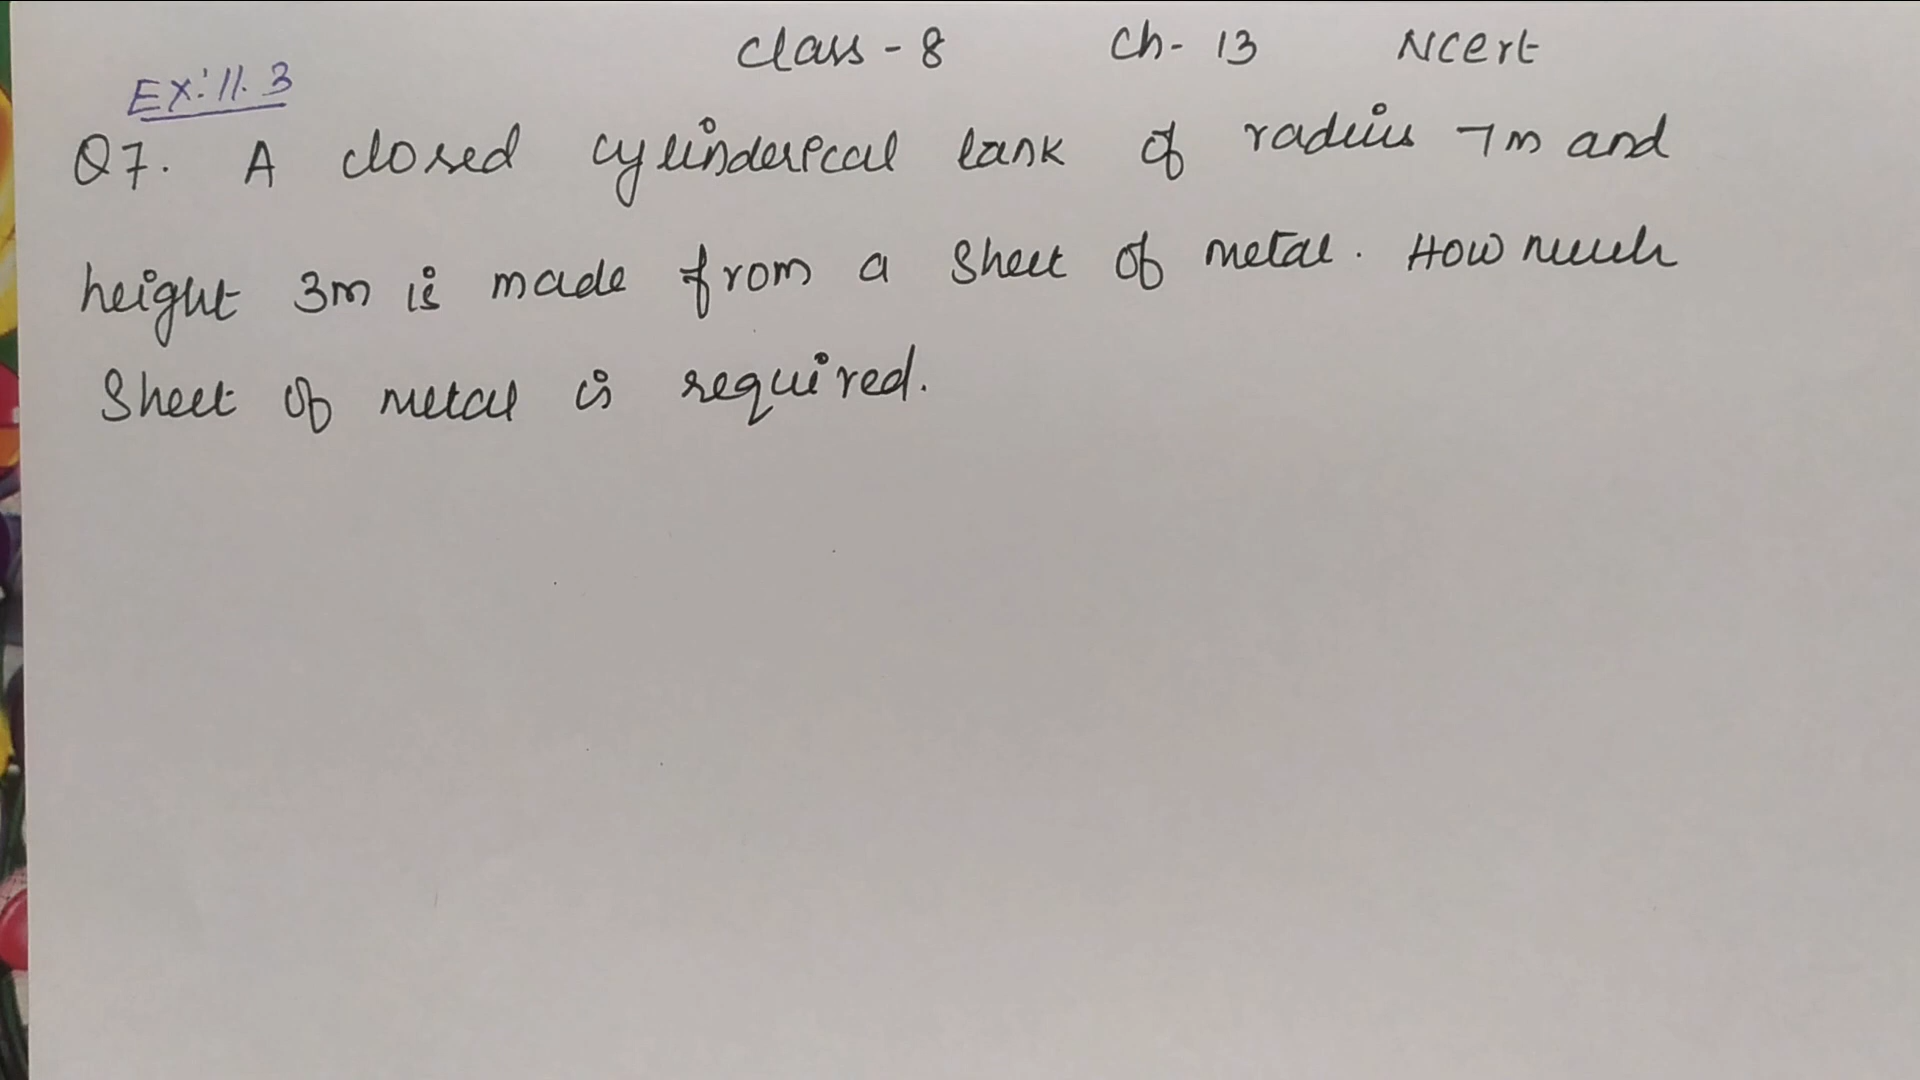 Class - 8 Ch- 13 NCert
Ex: 11.3
Q7. A closed cylinderical tank of radius 7m and
height 3m is made from a Sheet of metal. How much
Sheet of metal is required.